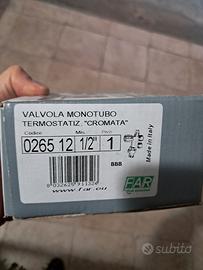 VALVOLA MONOTUBO
TERMOSTATIZ. "CROMATA"
Codice Mis. Pezzi
0265 12 1/2" 1
Made in Italy
BBB
FAR
www.far.eu
subito